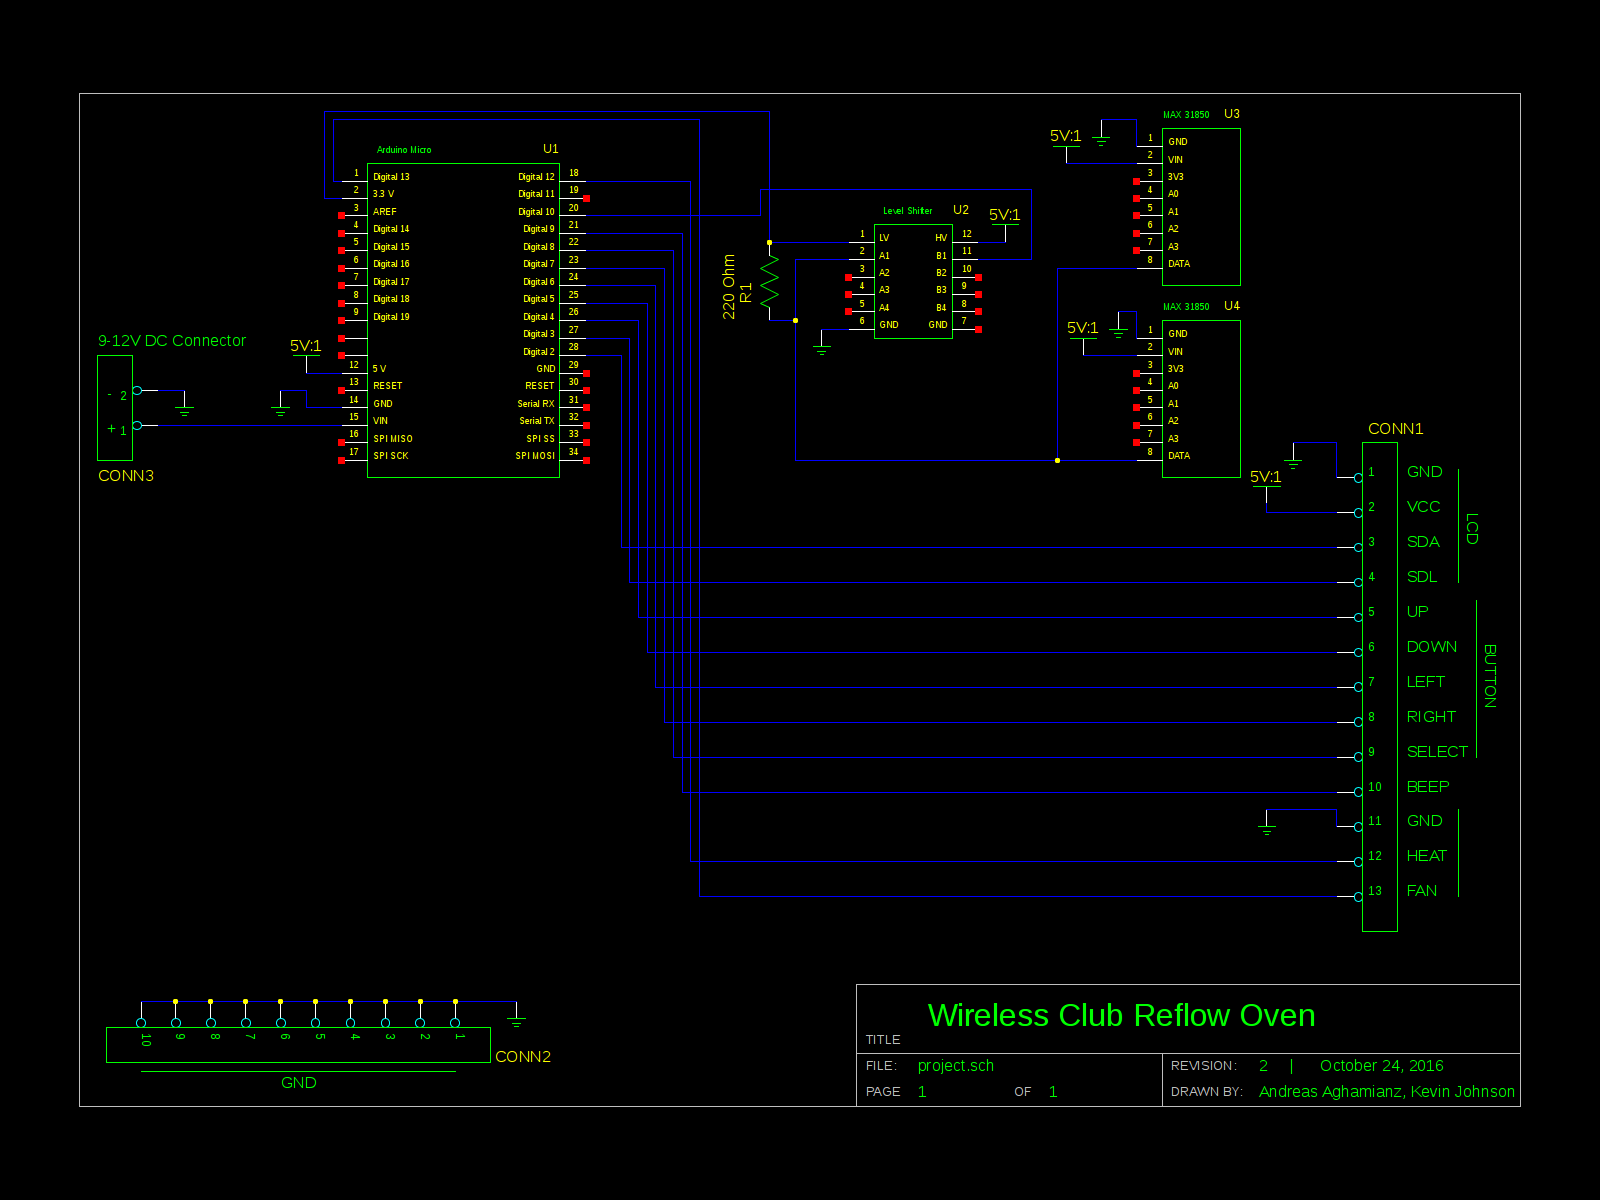 Arduino Micro U1
1 Digital 13
2 3.3 V
3 AREF
4 Digital 14
5 Digital 15
6 Digital 16
7 Digital 17
8 Digital 18
9 Digital 19
12 5 V
13 RESET
14 GND
15 VIN
16 SPI MISO
17 SPI SCK
Digital 12 18
Digital 11 19
Digital 10 20
Digital 9 21
Digital 8 22
Digital 7 23
Digital 6 24
Digital 5 25
Digital 4 26
Digital 3 27
Digital 2 28
GND 29
RESET 30
Serial RX 31
Serial TX 32
SPI SS 33
SPI MOSI 34
5V:1
9-12V DC Connector
- 2
+ 1
CONN3
220 Ohm
R1
Level Shifter U2
5V:1
1 LV HV 12
2 A1 B1 11
3 A2 B2 10
4 A3 B3 9
5 A4 B4 8
6 GND GND 7
MAX 31850 U3
5V:1
1 GND
2 VIN
3 3V3
4 A0
5 A1
6 A2
7 A3
8 DATA
MAX 31850 U4
5V:1
1 GND
2 VIN
3 3V3
4 A0
5 A1
6 A2
7 A3
8 DATA
CONN1
5V:1
1 GND
2 VCC
3 SDA
4 SDL
LCD
5 UP
6 DOWN
7 LEFT
8 RIGHT
9 SELECT
BUTTON
10 BEEP
11 GND
12 HEAT
13 FAN
10 9 8 7 6 5 4 3 2 1
CONN2
GND
Wireless Club Reflow Oven
TITLE
FILE: project.sch
REVISION: 2 | October 24, 2016
PAGE 1 OF 1
DRAWN BY: Andreas Aghamianz, Kevin Johnson